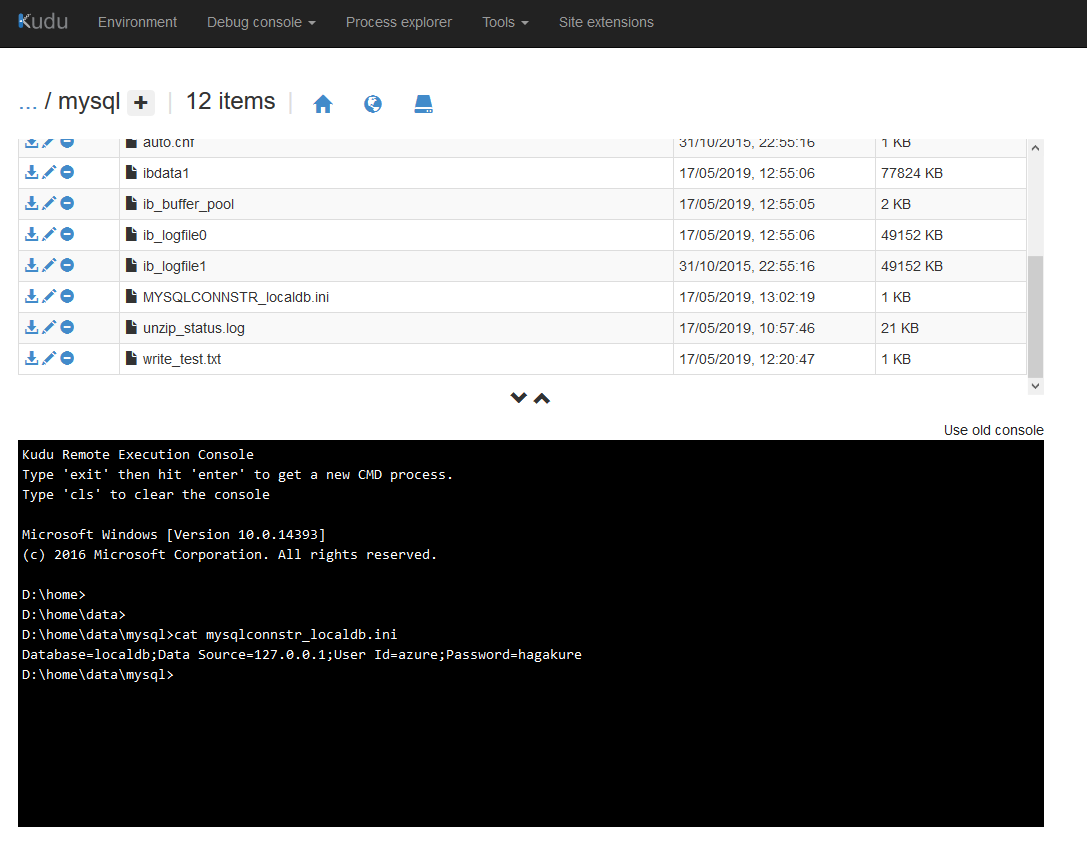 Kudu Environment Debug console Process explorer Tools Site extensions
... / mysql + | 12 items |
auto.cnf 31/10/2015, 22:55:16 1 KB
ibdata1 17/05/2019, 12:55:06 77824 KB
ib_buffer_pool 17/05/2019, 12:55:05 2 KB
ib_logfile0 17/05/2019, 12:55:06 49152 KB
ib_logfile1 31/10/2015, 22:55:16 49152 KB
MYSQLCONNSTR_localdb.ini 17/05/2019, 13:02:19 1 KB
unzip_status.log 17/05/2019, 10:57:46 21 KB
write_test.txt 17/05/2019, 12:20:47 1 KB
Use old console
Kudu Remote Execution Console
Type 'exit' then hit 'enter' to get a new CMD process.
Type 'cls' to clear the console
Microsoft Windows [Version 10.0.14393]
(c) 2016 Microsoft Corporation. All rights reserved.
D:\home>
D:\home\data>
D:\home\data\mysql>cat mysqlconnstr_localdb.ini
Database=localdb;Data Source=127.0.0.1;User Id=azure;Password=hagakure
D:\home\data\mysql>